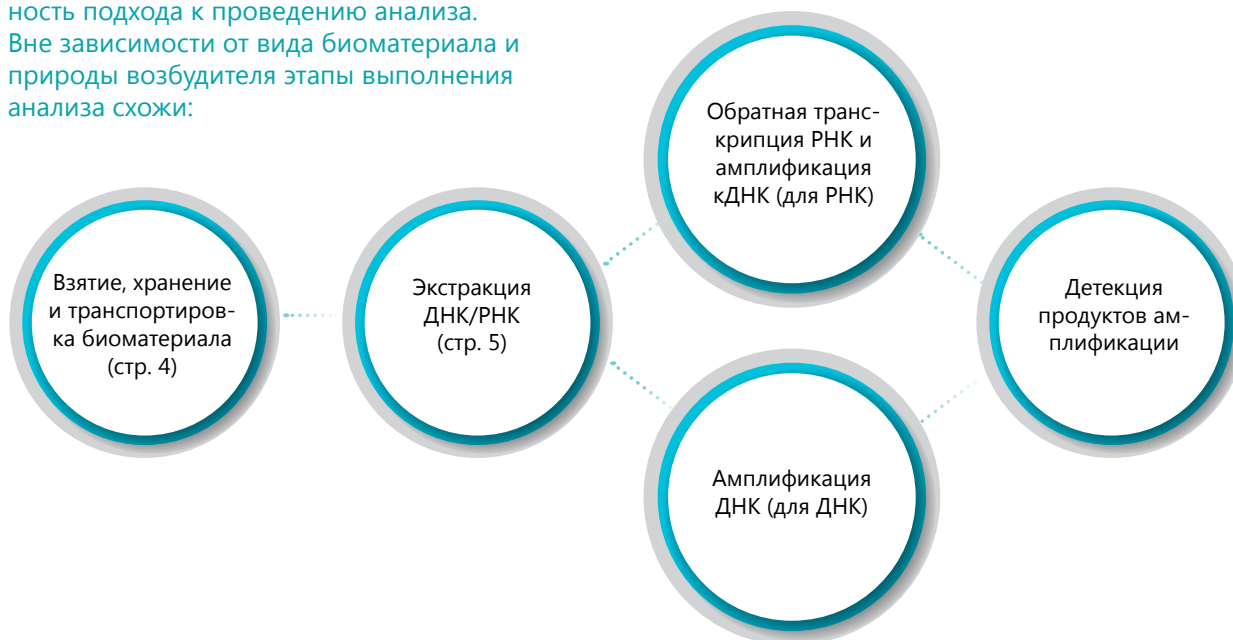 ность подхода к проведению анализа.
Вне зависимости от вида биоматериала и
природы возбудителя этапы выполнения
анализа схожи:
Взятие, хранение
и транспортиров-
ка биоматериала
(стр. 4)
Экстракция
ДНК/РНК
(стр. 5)
Обратная транс-
крипция РНК и
амплификация
кДНК (для РНК)
Амплификация
ДНК (для ДНК)
Детекция
продуктов ам-
плификации